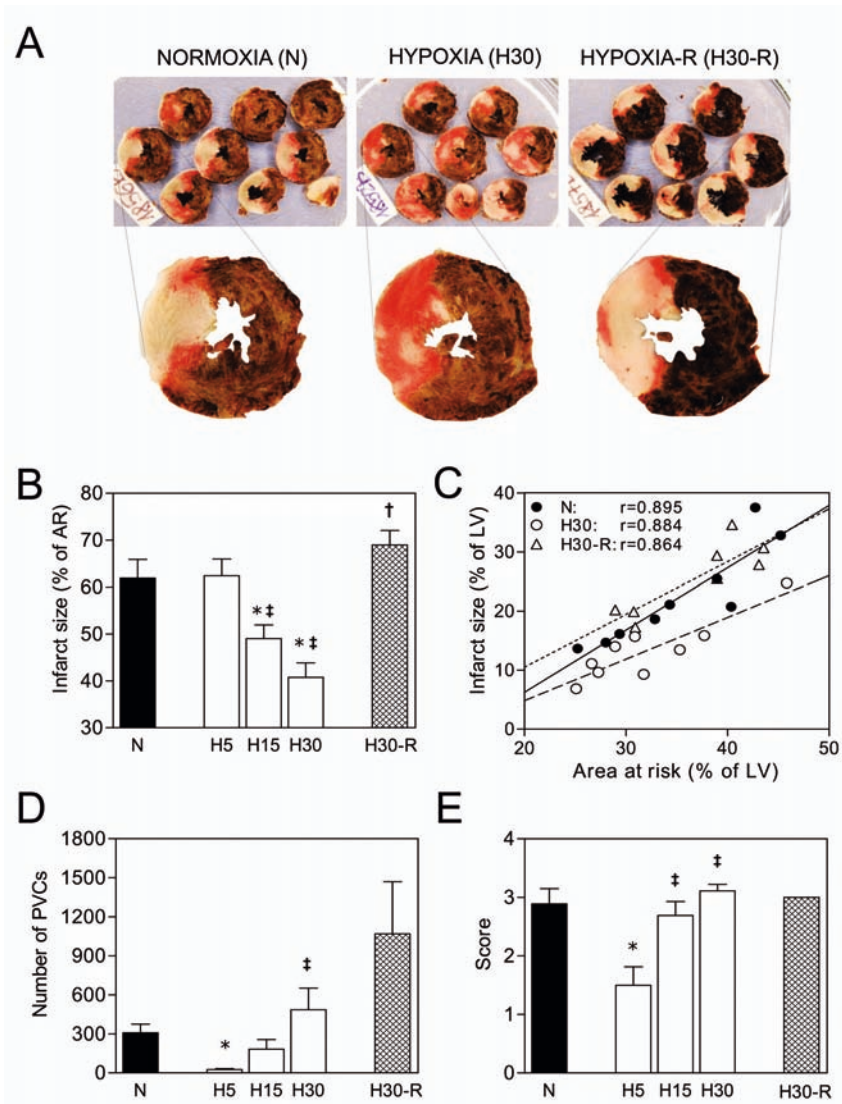 A
NORMOXIA (N)
HYPOXIA (H30)
HYPOXIA-R (H30-R)
B
Infarct size (% of AR)
80
70
60
50
40
30
*‡
*‡
†
N
H5
H15
H30
H30-R
C
Infarct size (% of LV)
40
30
20
10
0
N: r=0.895
H30: r=0.884
H30-R: r=0.864
20
30
40
50
Area at risk (% of LV)
D
Number of PVCs
1800
1500
1200
900
600
300
0
*
‡
N
H5
H15
H30
H30-R
E
Score
4
3
2
1
0
*
‡
‡
N
H5
H15
H30
H30-R